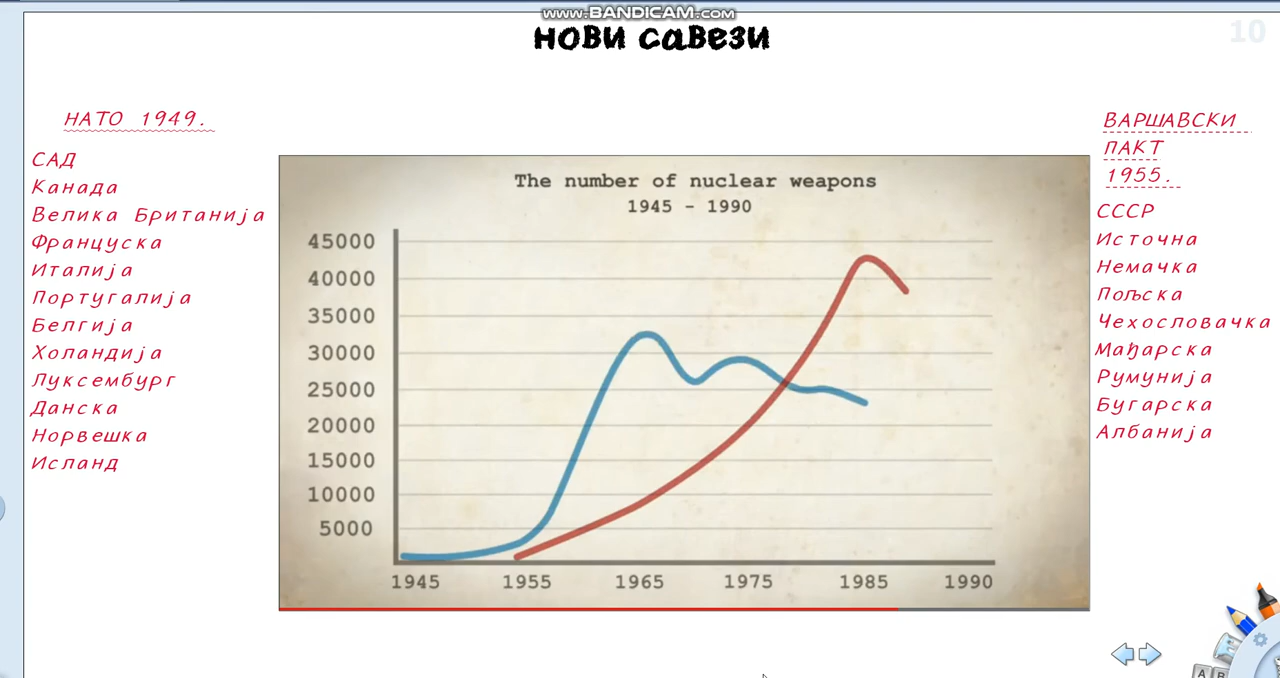 www.BANDICAM.com
нови савези
10
НАТО 1949.
САД
Канада
Велика Британија
Француска
Италија
Португалија
Белгија
Холандија
Луксембург
Данска
Норвешка
Исланд
The number of nuclear weapons
1945 - 1990
45000
40000
35000
30000
25000
20000
15000
10000
5000
1945 1955 1965 1975 1985 1990
ВАРШАВСКИ
ПАКТ
1955.
СССР
Источна
Немачка
Пољска
Чехословачка
Мађарска
Румунија
Бугарска
Албанија
A B